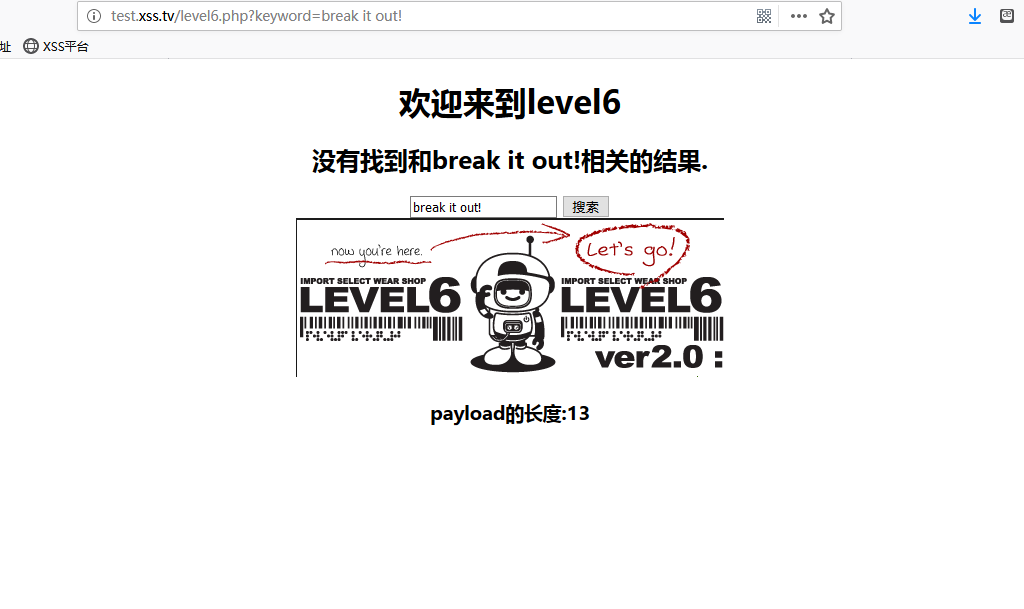 test.xss.tv/level6.php?keyword=break it out!
址 XSS平台
欢迎来到level6
没有找到和break it out!相关的结果.
break it out! 搜索
now you're here. Let's go!
IMPORT SELECT WEAR SHOP IMPORT SELECT WEAR SHOP
LEVEL6 LEVEL6
ver2.0 :
payload的长度:13